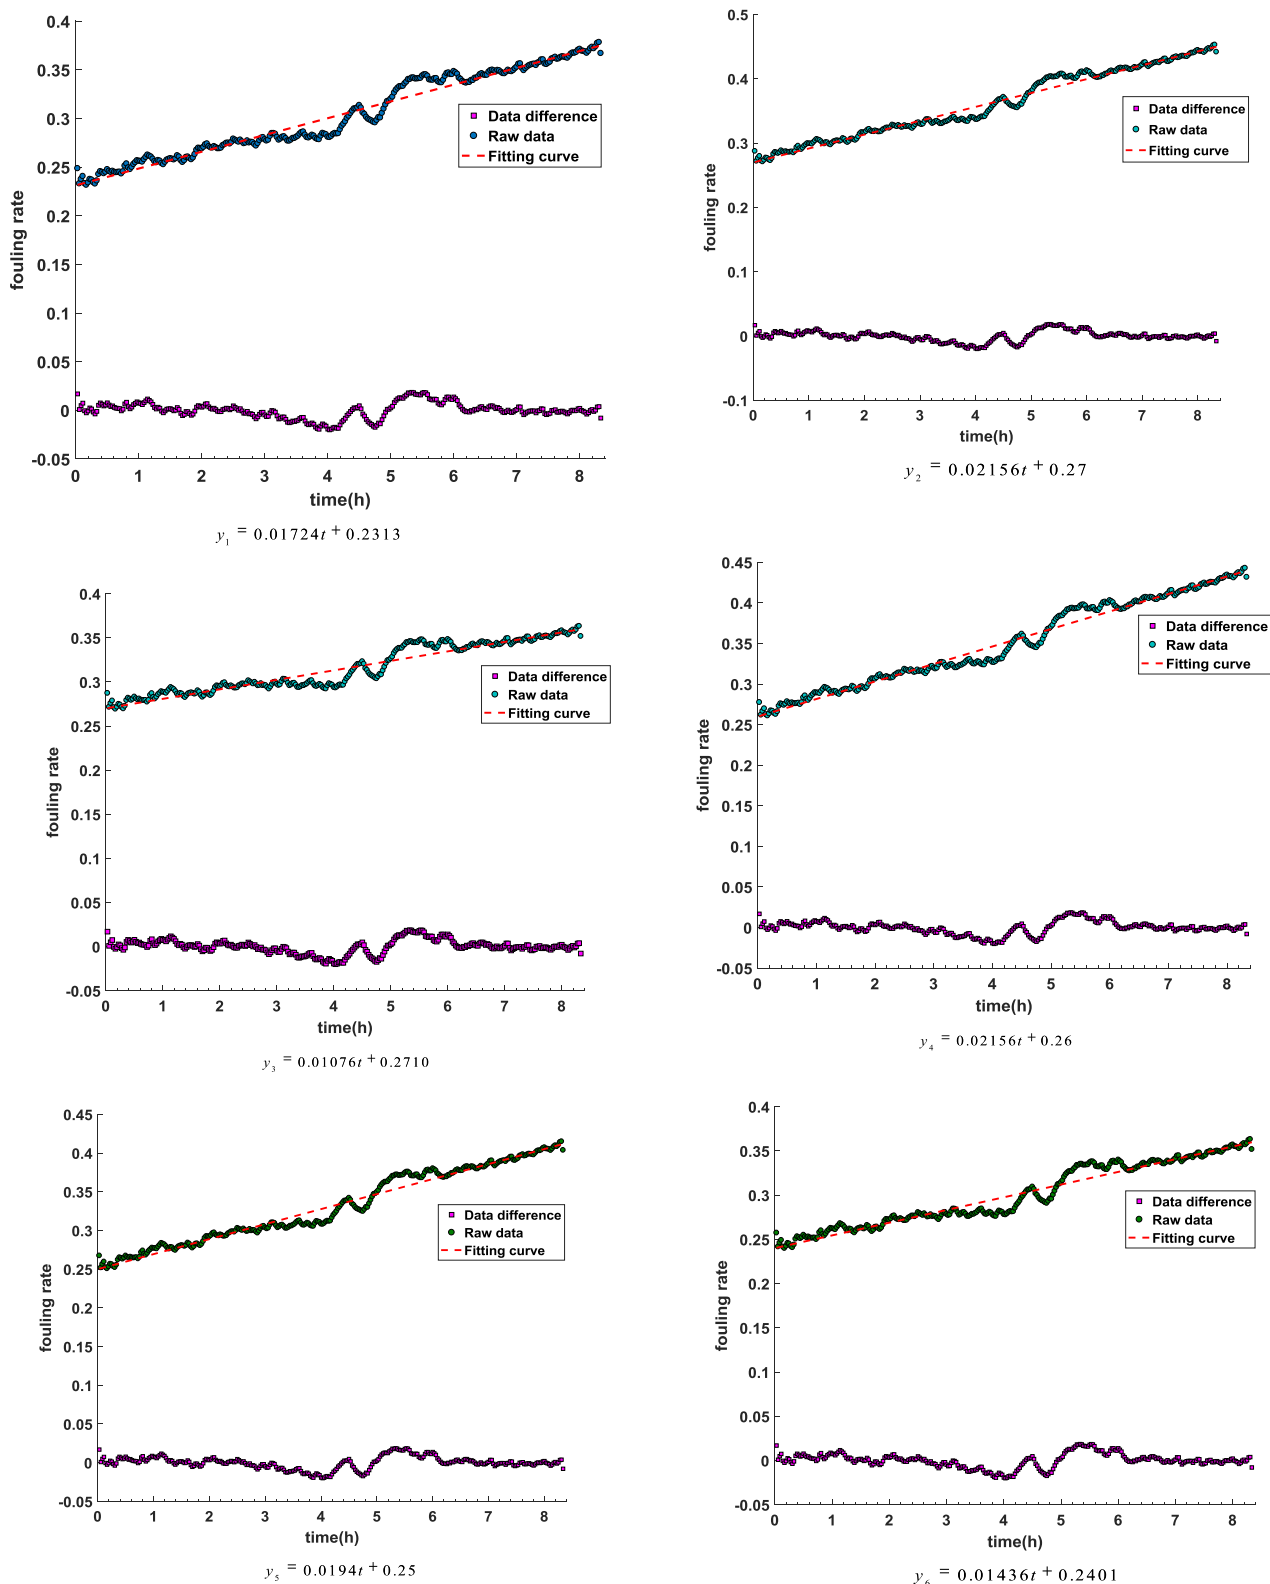 0.4
0.35
0.3
0.25
0.2
0.15
0.1
0.05
0
-0.05
fouling rate
Data difference
Raw data
Fitting curve
0 1 2 3 4 5 6 7 8
time(h)
y₁ = 0.01724t + 0.2313
0.5
0.4
0.3
0.2
0.1
0
-0.1
fouling rate
Data difference
Raw data
Fitting curve
0 1 2 3 4 5 6 7 8
time(h)
y₂ = 0.02156t + 0.27
0.4
0.35
0.3
0.25
0.2
0.15
0.1
0.05
0
-0.05
fouling rate
Data difference
Raw data
Fitting curve
0 1 2 3 4 5 6 7 8
time(h)
y₃ = 0.01076t + 0.2710
0.45
0.4
0.35
0.3
0.25
0.2
0.15
0.1
0.05
0
-0.05
fouling rate
Data difference
Raw data
Fitting curve
0 1 2 3 4 5 6 7 8
time(h)
y₄ = 0.02156t + 0.26
0.45
0.4
0.35
0.3
0.25
0.2
0.15
0.1
0.05
0
-0.05
fouling rate
Data difference
Raw data
Fitting curve
0 1 2 3 4 5 6 7 8
time(h)
y₅ = 0.0194t + 0.25
0.4
0.35
0.3
0.25
0.2
0.15
0.1
0.05
0
-0.05
fouling rate
Data difference
Raw data
Fitting curve
0 1 2 3 4 5 6 7 8
time(h)
y₆ = 0.01436t + 0.2401